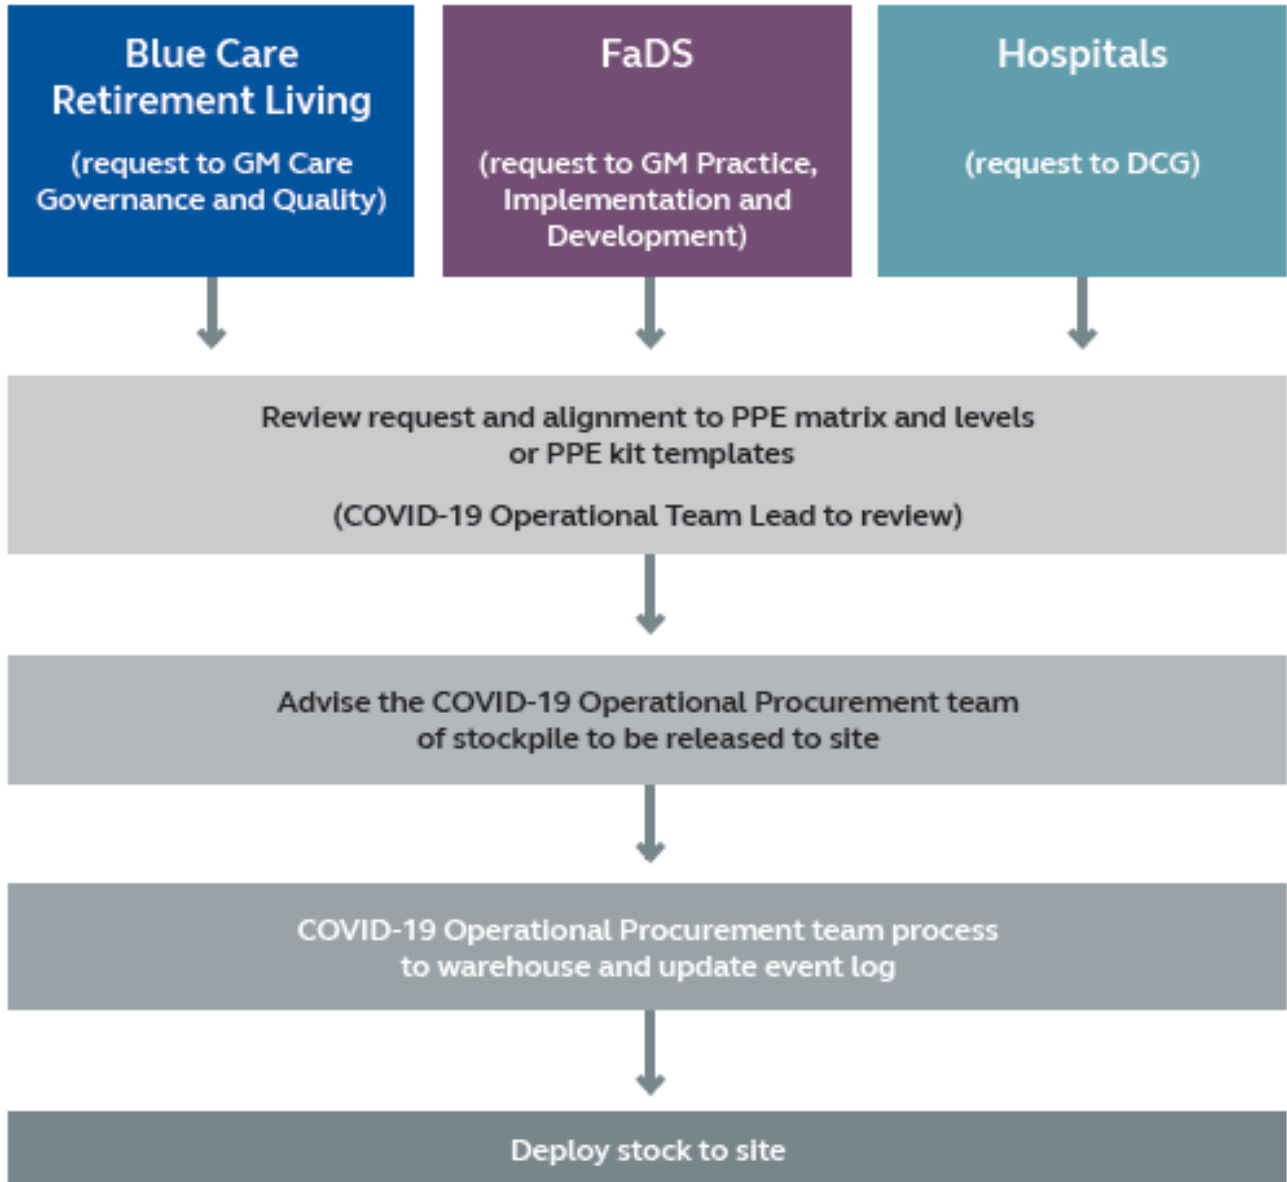 Blue Care
Retirement Living
(request to GM Care
Governance and Quality)
FaDS
(request to GM Practice,
Implementation and
Development)
Hospitals
(request to DCG)
Review request and alignment to PPE matrix and levels
or PPE kit templates
(COVID-19 Operational Team Lead to review)
Advise the COVID-19 Operational Procurement team
of stockpile to be released to site
COVID-19 Operational Procurement team process
to warehouse and update event log
Deploy stock to site